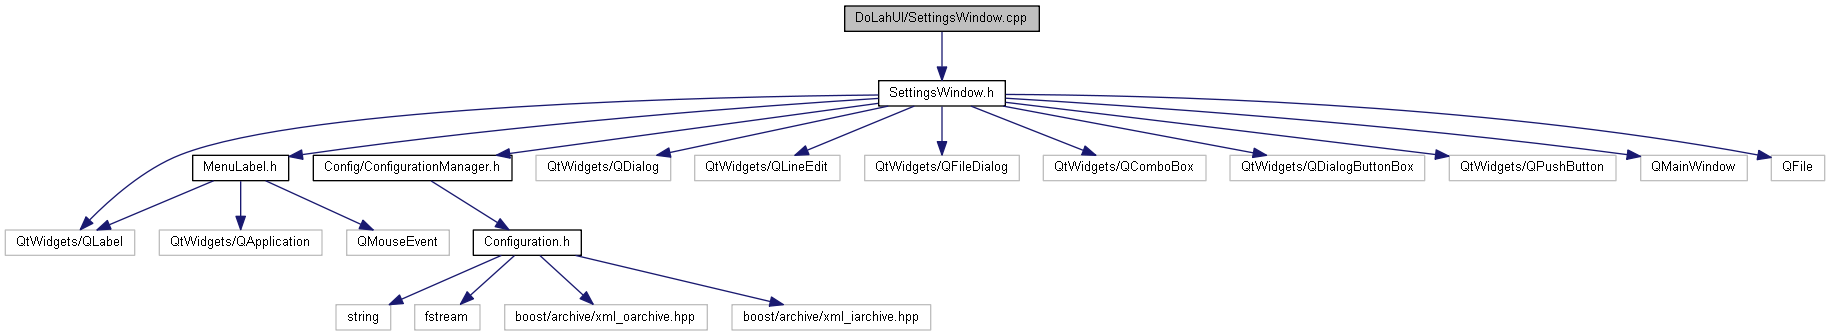 DoLahUI/SettingsWindow.cpp
SettingsWindow.h
MenuLabel.h
Config/ConfigurationManager.h
QtWidgets/QDialog
QtWidgets/QLineEdit
QtWidgets/QFileDialog
QtWidgets/QComboBox
QtWidgets/QDialogButtonBox
QtWidgets/QPushButton
QMainWindow
QFile
QtWidgets/QLabel
QtWidgets/QApplication
QMouseEvent
Configuration.h
string
fstream
boost/archive/xml_oarchive.hpp
boost/archive/xml_iarchive.hpp